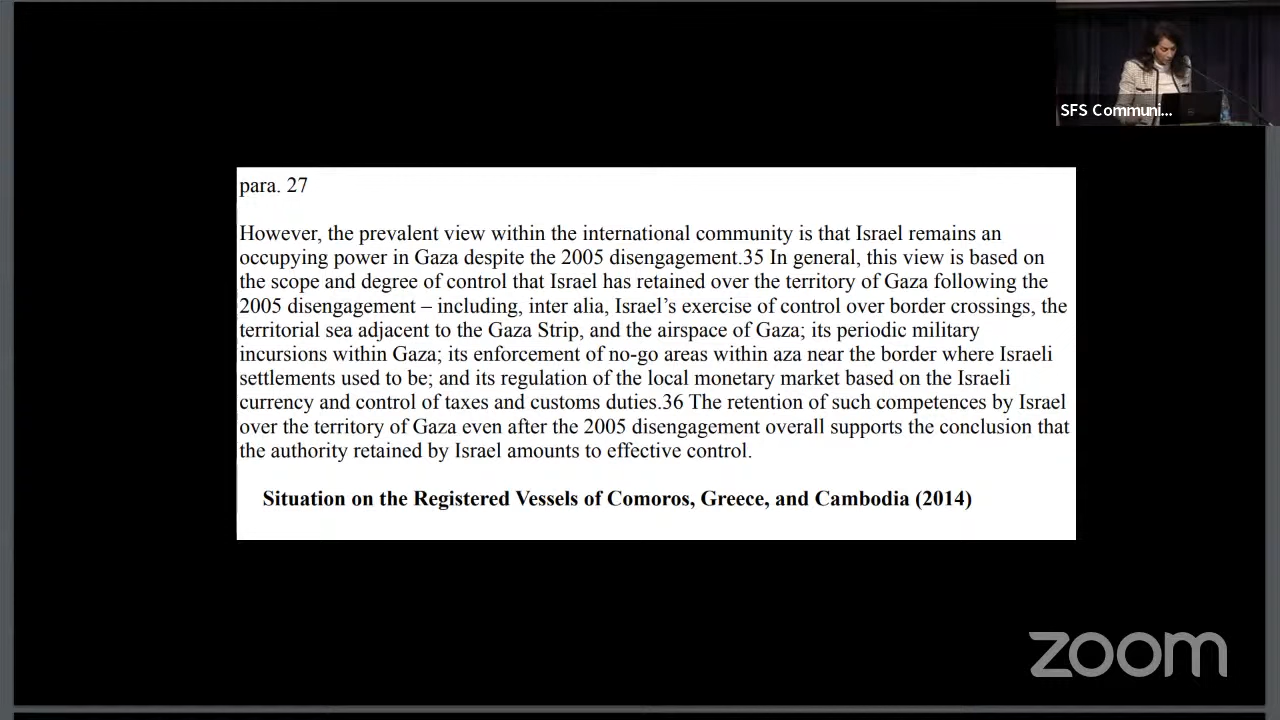 SFS Communi...
para. 27
However, the prevalent view within the international community is that Israel remains an
occupying power in Gaza despite the 2005 disengagement.35 In general, this view is based on
the scope and degree of control that Israel has retained over the territory of Gaza following the
2005 disengagement – including, inter alia, Israel’s exercise of control over border crossings, the
territorial sea adjacent to the Gaza Strip, and the airspace of Gaza; its periodic military
incursions within Gaza; its enforcement of no-go areas within aza near the border where Israeli
settlements used to be; and its regulation of the local monetary market based on the Israeli
currency and control of taxes and customs duties.36 The retention of such competences by Israel
over the territory of Gaza even after the 2005 disengagement overall supports the conclusion that
the authority retained by Israel amounts to effective control.
Situation on the Registered Vessels of Comoros, Greece, and Cambodia (2014)
zoom